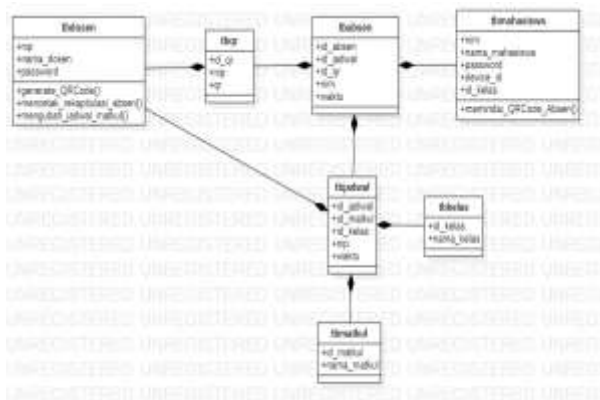 tbdosen
+nip
+nama_dosen
+password
+generate_QRCode()
+mencetak_rekapitulasi_absen()
+mengubah_jadwal_matkul()
tbqr
+id_qr
+nip
+qr
tbabsen
+id_absen
+id_jadwal
+id_qr
+nim
+waktu
tbmahasiswa
+nim
+nama_mahasiswa
+password
+device_id
+id_kelas
+memindai_QRCode_Absen()
tbjadwal
+id_jadwal
+id_matkul
+id_kelas
+nip
+waktu
tbkelas
+id_kelas
+nama_kelas
tbmatkul
+id_matkul
+nama_matkul
UNREGISTERED